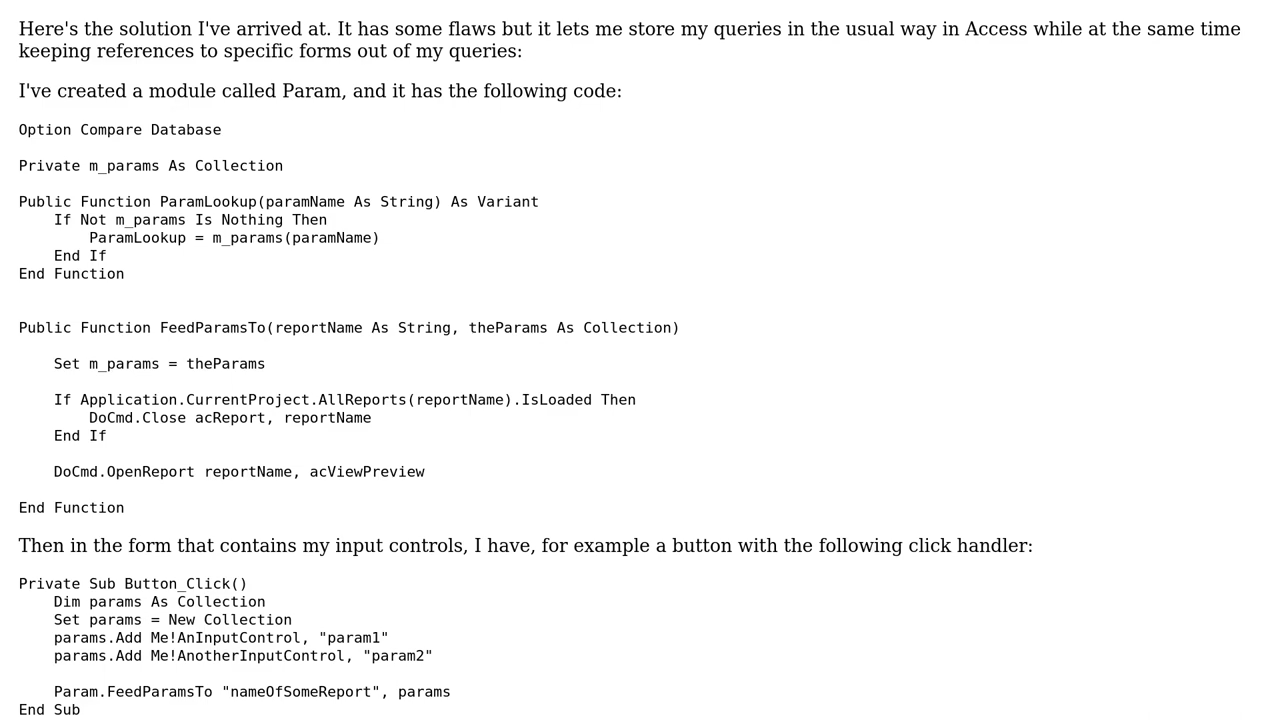 Here's the solution I've arrived at. It has some flaws but it lets me store my queries in the usual way in Access while at the same time
keeping references to specific forms out of my queries:
I've created a module called Param, and it has the following code:
Option Compare Database
Private m_params As Collection
Public Function ParamLookup(paramName As String) As Variant
    If Not m_params Is Nothing Then
        ParamLookup = m_params(paramName)
    End If
End Function
Public Function FeedParamsTo(reportName As String, theParams As Collection)
    Set m_params = theParams
    If Application.CurrentProject.AllReports(reportName).IsLoaded Then
        DoCmd.Close acReport, reportName
    End If
    DoCmd.OpenReport reportName, acViewPreview
End Function
Then in the form that contains my input controls, I have, for example a button with the following click handler:
Private Sub Button_Click()
    Dim params As Collection
    Set params = New Collection
    params.Add Me!AnInputControl, "param1"
    params.Add Me!AnotherInputControl, "param2"
    Param.FeedParamsTo "nameOfSomeReport", params
End Sub